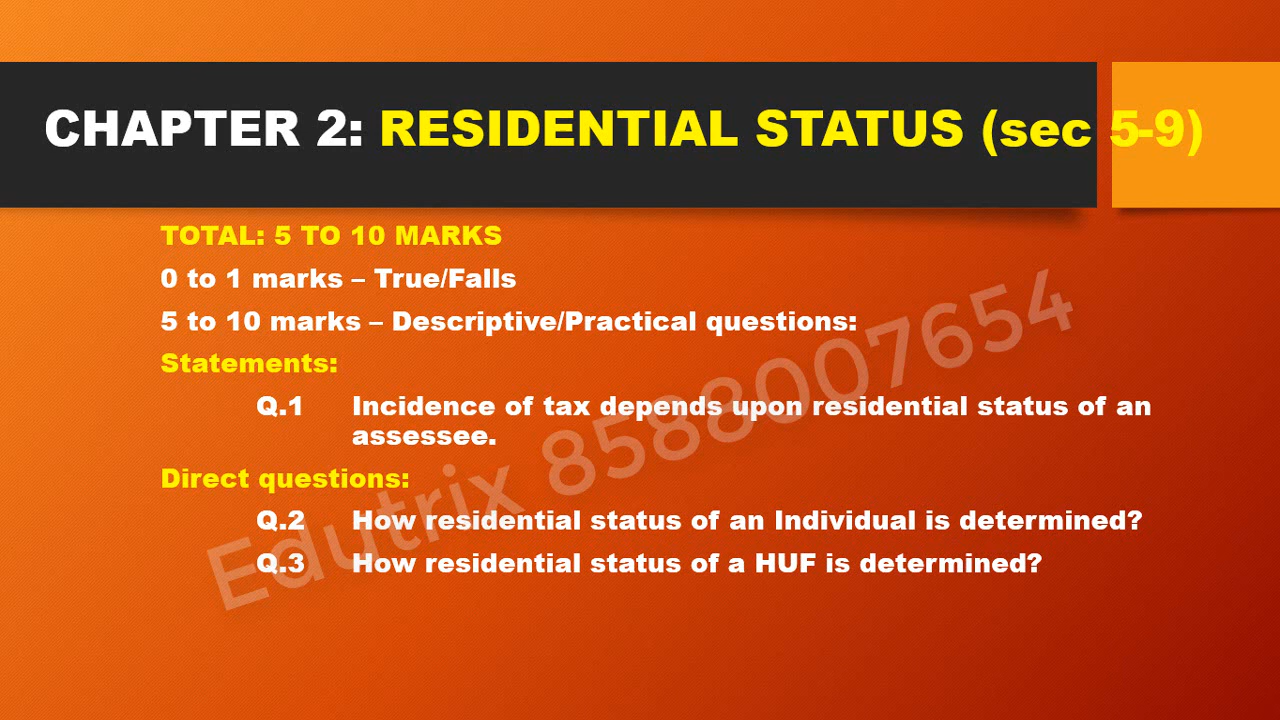 CHAPTER 2: RESIDENTIAL STATUS (sec 5-9)
TOTAL: 5 TO 10 MARKS
0 to 1 marks – True/Falls
5 to 10 marks – Descriptive/Practical questions:
Statements:
Q.1 Incidence of tax depends upon residential status of an
assessee.
Direct questions:
Q.2 How residential status of an Individual is determined?
Q.3 How residential status of a HUF is determined?
Edutrix 8588007654